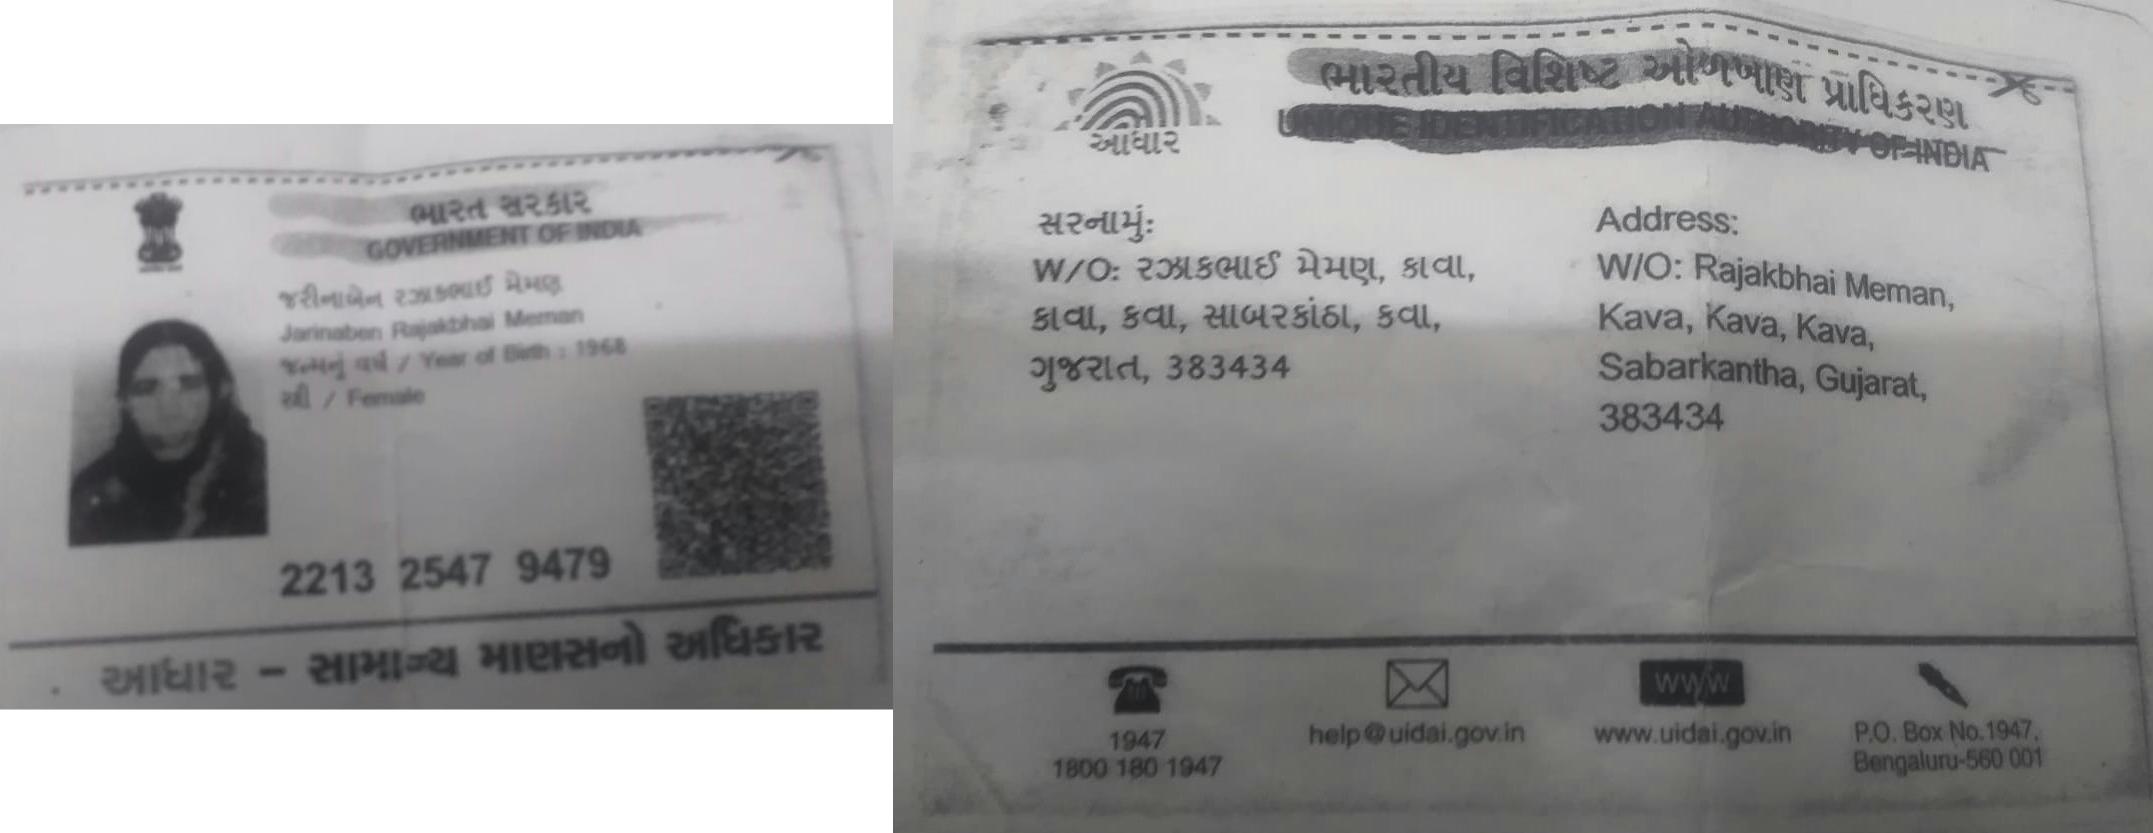 ભારત સરકાર
GOVERNMENT OF INDIA
જરીનાબેન રઝાકભાઈ મેમણ
Jarinaben Rajakbhai Meman
જન્મનું વર્ષ / Year of Birth : 1968
સ્ત્રી / Female
2213 2547 9479
આધાર – સામાન્ય માણસનો અધિકાર
ભારતીય વિશિષ્ટ ઓળખાણ પ્રાધિકરણ
UNIQUE IDENTIFICATION AUTHORITY OF INDIA
આધાર
સરનામું:
W/O: રઝાકભાઈ મેમણ, કાવા,
કાવા, કવા, સાબરકાંઠા, કવા,
ગુજરાત, 383434
Address:
W/O: Rajakbhai Meman,
Kava, Kava, Kava,
Sabarkantha, Gujarat,
383434
1947
1800 180 1947
help@uidai.gov.in
WWW
www.uidai.gov.in
P.O. Box No.1947,
Bengaluru-560 001